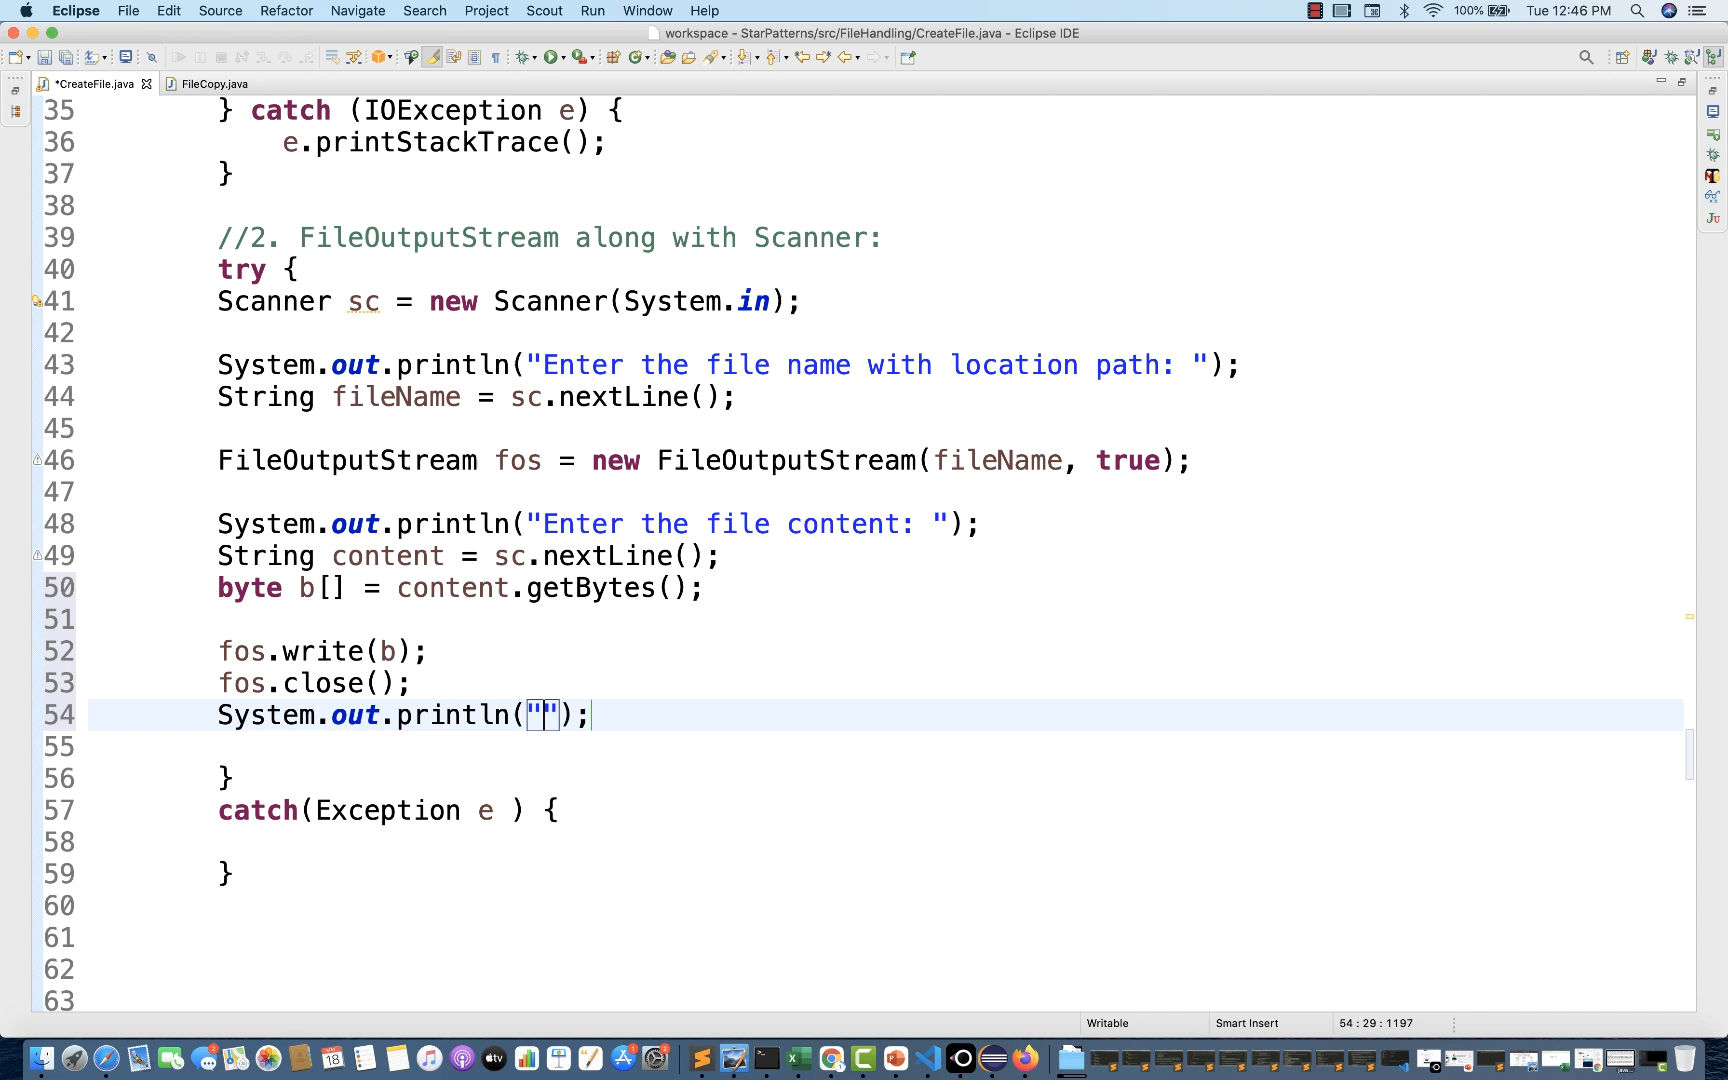 Eclipse File Edit Source Refactor Navigate Search Project Scout Run Window Help 100% Tue 12:46 PM
workspace - StarPatterns/src/FileHandling/CreateFile.java - Eclipse IDE
*CreateFile.java FileCopy.java
35 } catch (IOException e) {
36 e.printStackTrace();
37 }
38
39 //2. FileOutputStream along with Scanner:
40 try {
41 Scanner sc = new Scanner(System.in);
42
43 System.out.println("Enter the file name with location path: ");
44 String fileName = sc.nextLine();
45
46 FileOutputStream fos = new FileOutputStream(fileName, true);
47
48 System.out.println("Enter the file content: ");
49 String content = sc.nextLine();
50 byte b[] = content.getBytes();
51
52 fos.write(b);
53 fos.close();
54 System.out.println("");
55
56 }
57 catch(Exception e ) {
58
59 }
60
61
62
63
Writable Smart Insert 54 : 29 : 1197